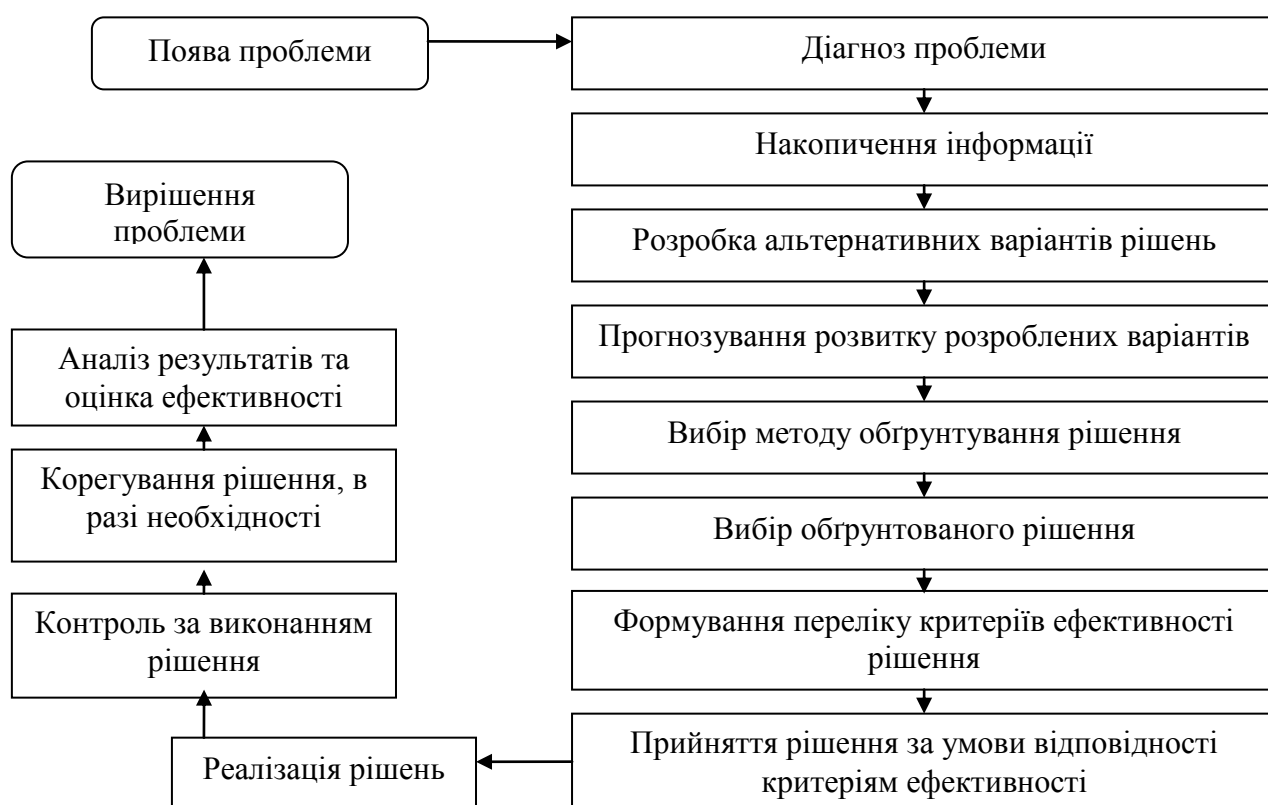 Поява проблеми
Діагноз проблеми
Накопичення інформації
Розробка альтернативних варіантів рішень
Прогнозування розвитку розроблених варіантів
Вибір методу обґрунтування рішення
Вибір обґрунтованого рішення
Формування переліку критеріїв ефективності
рішення
Прийняття рішення за умови відповідності
критеріям ефективності
Реалізація рішень
Контроль за виконанням
рішення
Корегування рішення, в
разі необхідності
Аналіз результатів та
оцінка ефективності
Вирішення
проблеми